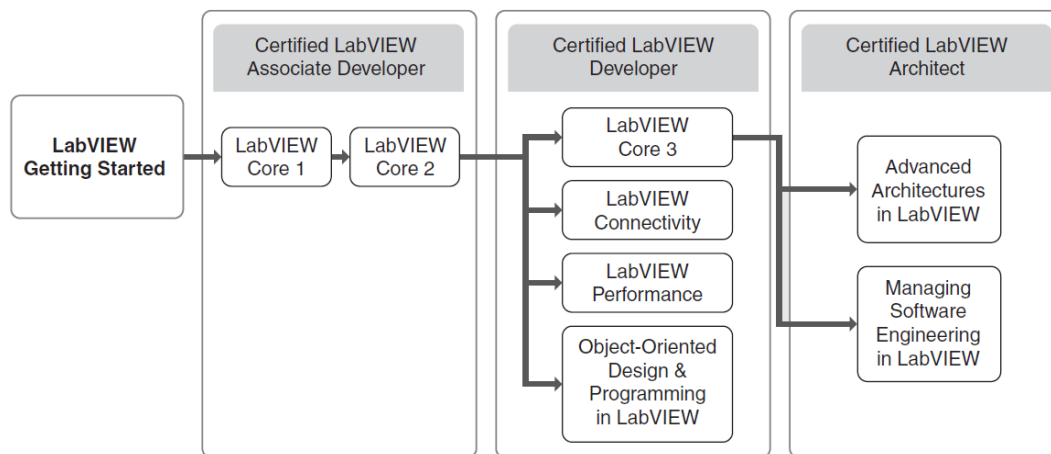 Certified LabVIEW
Associate Developer
Certified LabVIEW
Developer
Certified LabVIEW
Architect
LabVIEW
Getting Started
LabVIEW
Core 1
LabVIEW
Core 2
LabVIEW
Core 3
LabVIEW
Connectivity
LabVIEW
Performance
Object-Oriented
Design &
Programming
in LabVIEW
Advanced
Architectures
in LabVIEW
Managing
Software
Engineering
in LabVIEW